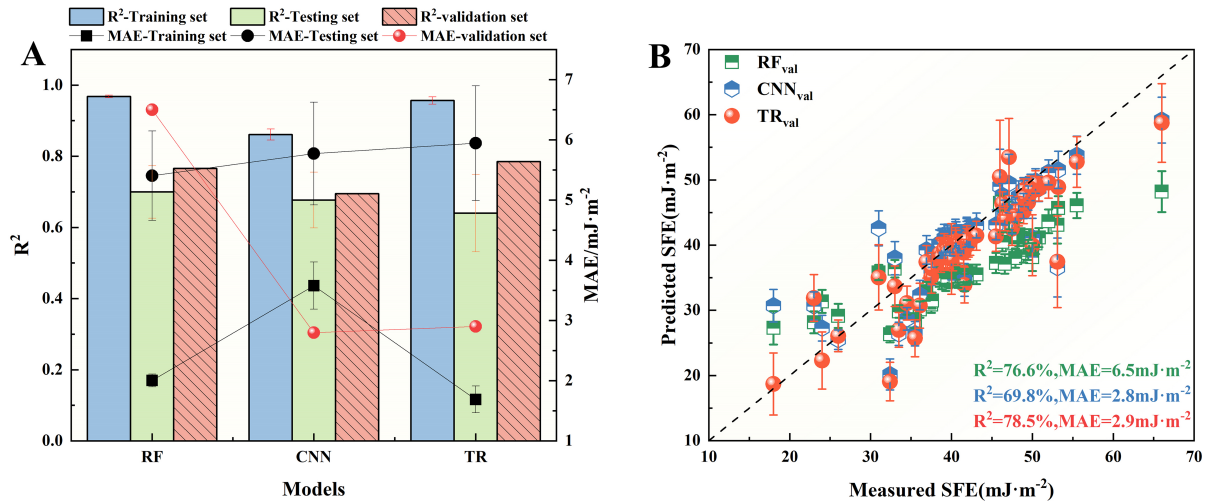 R²-Training set R²-Testing set R²-validation set
MAE-Training set MAE-Testing set MAE-validation set
A
1.0
0.8
0.6
0.4
0.2
0.0
R²
7
6
5
4
3
2
1
MAE/mJ·m⁻²
RF CNN TR
Models
B
RFval
CNNval
TRval
70
60
50
40
30
20
10
Predicted SFE(mJ·m⁻²)
R²=76.6%,MAE=6.5mJ·m⁻²
R²=69.8%,MAE=2.8mJ·m⁻²
R²=78.5%,MAE=2.9mJ·m⁻²
10 20 30 40 50 60 70
Measured SFE(mJ·m⁻²)